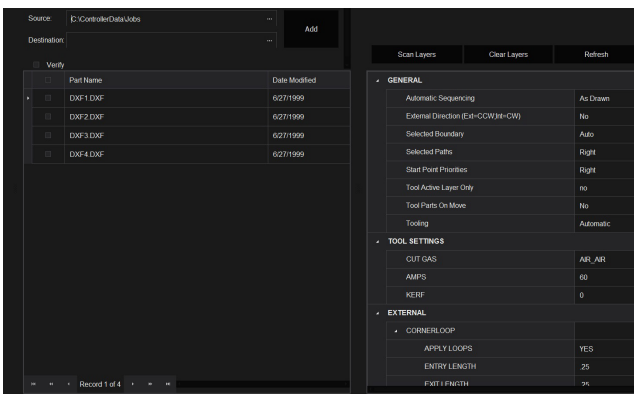 Source: C:\ControllerData\Jobs ...
Add
Destination: ...
Verify
Part Name Date Modified
DXF1.DXF 6/27/1999
DXF2.DXF 6/27/1999
DXF3.DXF 6/27/1999
DXF4.DXF 6/27/1999
Record 1 of 4
Scan Layers Clear Layers Refresh
GENERAL
Automatic Sequencing As Drawn
External Direction (Ext=CCW,Int=CW) No
Selected Boundary Auto
Selected Paths Right
Start Point Priorities Right
Tool Active Layer Only no
Tool Parts On Move No
Tooling Automatic
TOOL SETTINGS
CUT GAS AIR_AIR
AMPS 60
KERF 0
EXTERNAL
CORNERLOOP
APPLY LOOPS YES
ENTRY LENGTH .25
EXIT LENGTH .25